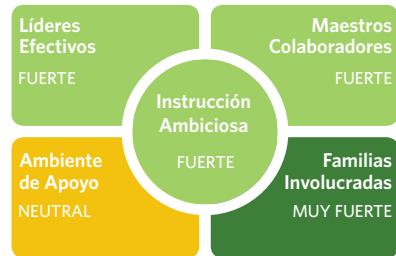 Líderes
Efectivos
FUERTE
Maestros
Colaboradores
FUERTE
Instrucción
Ambiciosa
FUERTE
Ambiente
de Apoyo
NEUTRAL
Familias
Involucradas
MUY FUERTE